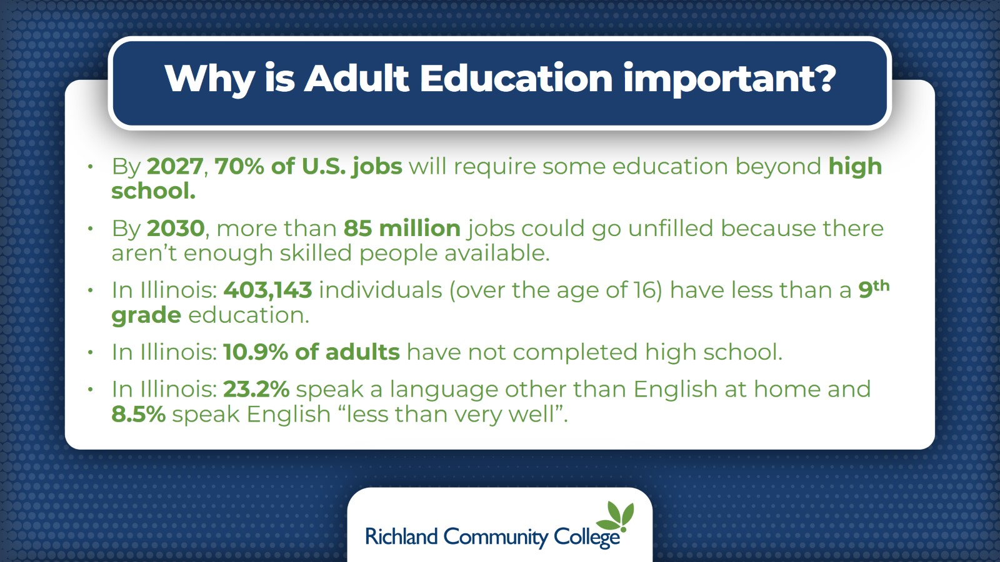 Why is Adult Education important?
• By 2027, 70% of U.S. jobs will require some education beyond high
school.
• By 2030, more than 85 million jobs could go unfilled because there
aren’t enough skilled people available.
• In Illinois: 403,143 individuals (over the age of 16) have less than a 9th
grade education.
• In Illinois: 10.9% of adults have not completed high school.
• In Illinois: 23.2% speak a language other than English at home and
8.5% speak English “less than very well”.
Richland Community College